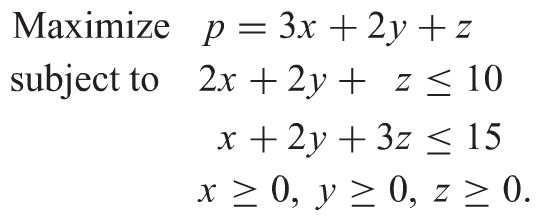 Maximize p = 3x + 2y + z
subject to 2x + 2y + z ≤ 10
x + 2y + 3z ≤ 15
x ≥ 0, y ≥ 0, z ≥ 0.